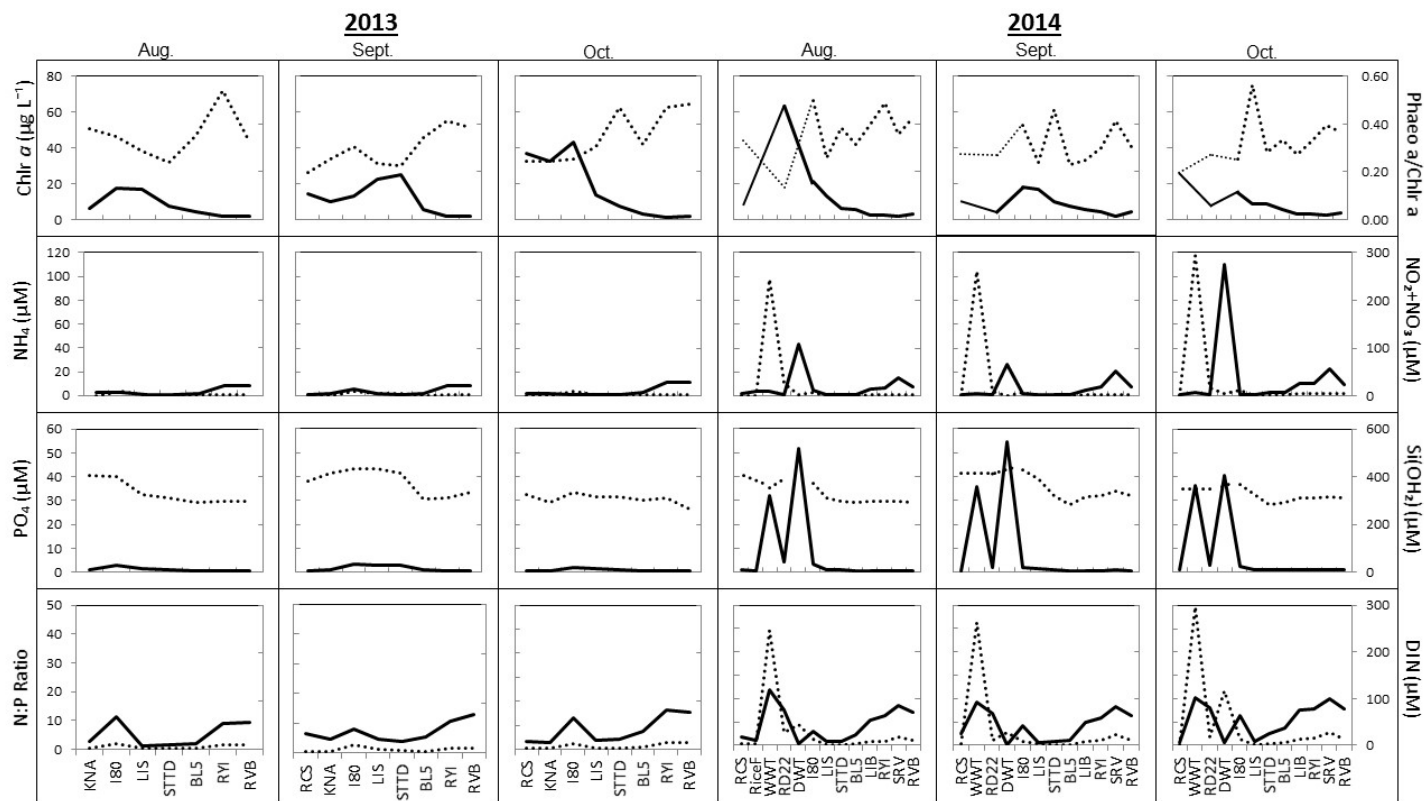 2013
2014
Aug.
Sept.
Oct.
Aug.
Sept.
Oct.
Chlr a (µg L⁻¹)
80
60
40
20
0
0.60
0.40
0.20
0.00
Phaeo a/Chlr a
NH₄ (µM)
120
100
80
60
40
20
0
300
200
100
0
NO₂+NO₃ (µM)
PO₄ (µM)
60
50
40
30
20
10
0
600
400
200
0
Si(OH₂) (µM)
N:P Ratio
50
40
30
20
10
0
300
200
100
0
DIN (µM)
KNA I80 LIS STTD BL5 RYI RVB
RCS KNA I80 LIS STTD BL5 RYI RVB
RCS KNA I80 LIS STTD BL5 RYI RVB
RCS RiceF WWT RD22 DWT I80 LIS STTD BL5 LIB RYI SRV RVB
RCS WWT RD22 DWT I80 LIS STTD BL5 LIB RYI SRV RVB
RCS WWT RD22 DWT I80 LIS STTD BL5 LIB RYI SRV RVB